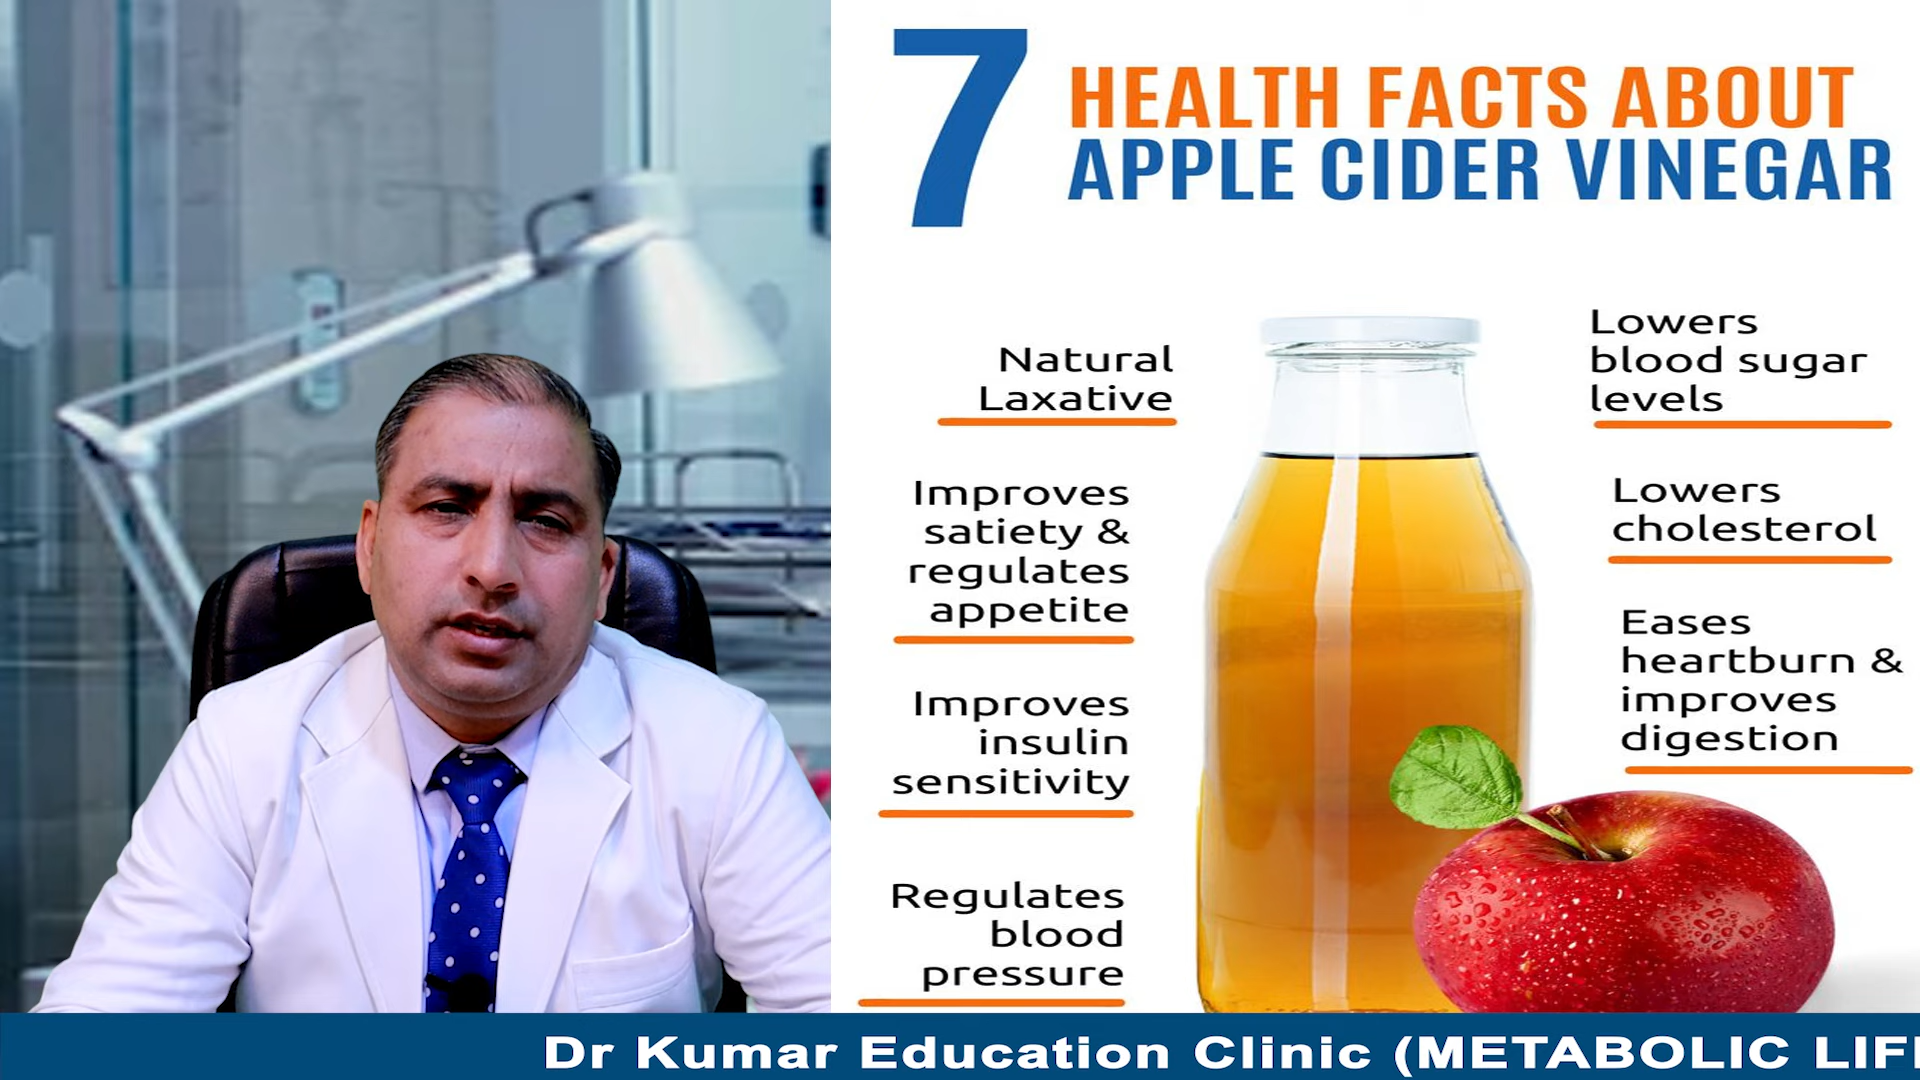 7
HEALTH FACTS ABOUT
APPLE CIDER VINEGAR
Natural
Laxative
Improves
satiety &
regulates
appetite
Improves
insulin
sensitivity
Regulates
blood
pressure
Lowers
blood sugar
levels
Lowers
cholesterol
Eases
heartburn &
improves
digestion
Dr Kumar Education Clinic (METABOLIC